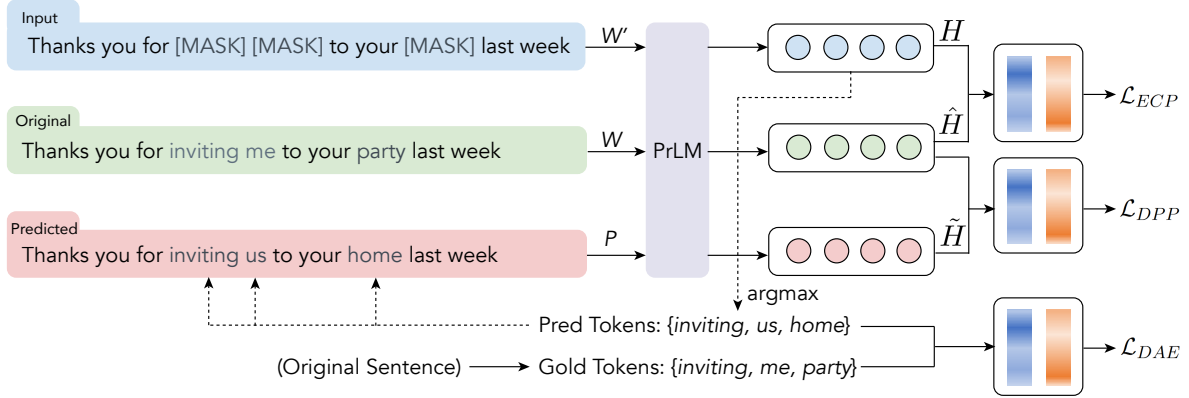 Input
Thanks you for [MASK] [MASK] to your [MASK] last week
W'
H
Original
Thanks you for inviting me to your party last week
W
PrLM
Ĥ
Predicted
Thanks you for inviting us to your home last week
P
H̃
ℒ_ECP
ℒ_DPP
argmax
Pred Tokens: {inviting, us, home}
(Original Sentence)
Gold Tokens: {inviting, me, party}
ℒ_DAE